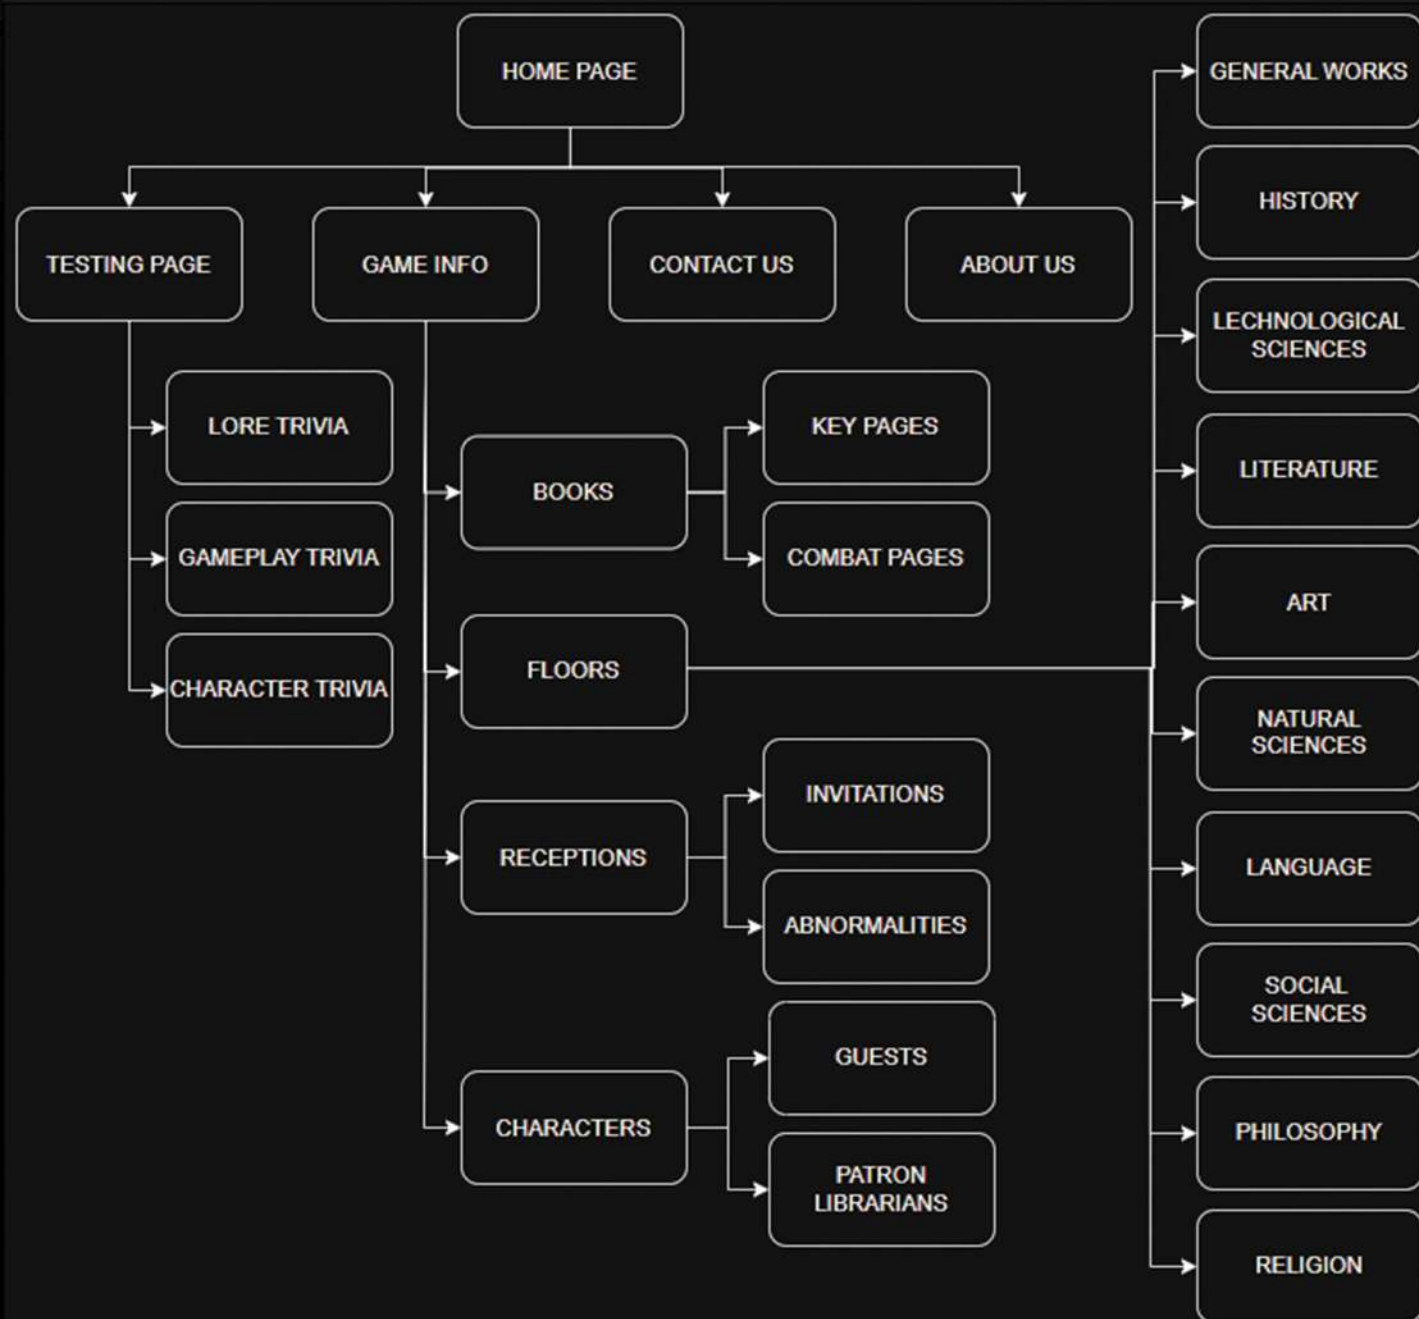 HOME PAGE
TESTING PAGE
GAME INFO
CONTACT US
ABOUT US
LORE TRIVIA
GAMEPLAY TRIVIA
CHARACTER TRIVIA
BOOKS
KEY PAGES
COMBAT PAGES
FLOORS
RECEPTIONS
INVITATIONS
ABNORMALITIES
CHARACTERS
GUESTS
PATRON
LIBRARIANS
GENERAL WORKS
HISTORY
LECHNOLOGICAL
SCIENCES
LITERATURE
ART
NATURAL
SCIENCES
LANGUAGE
SOCIAL
SCIENCES
PHILOSOPHY
RELIGION